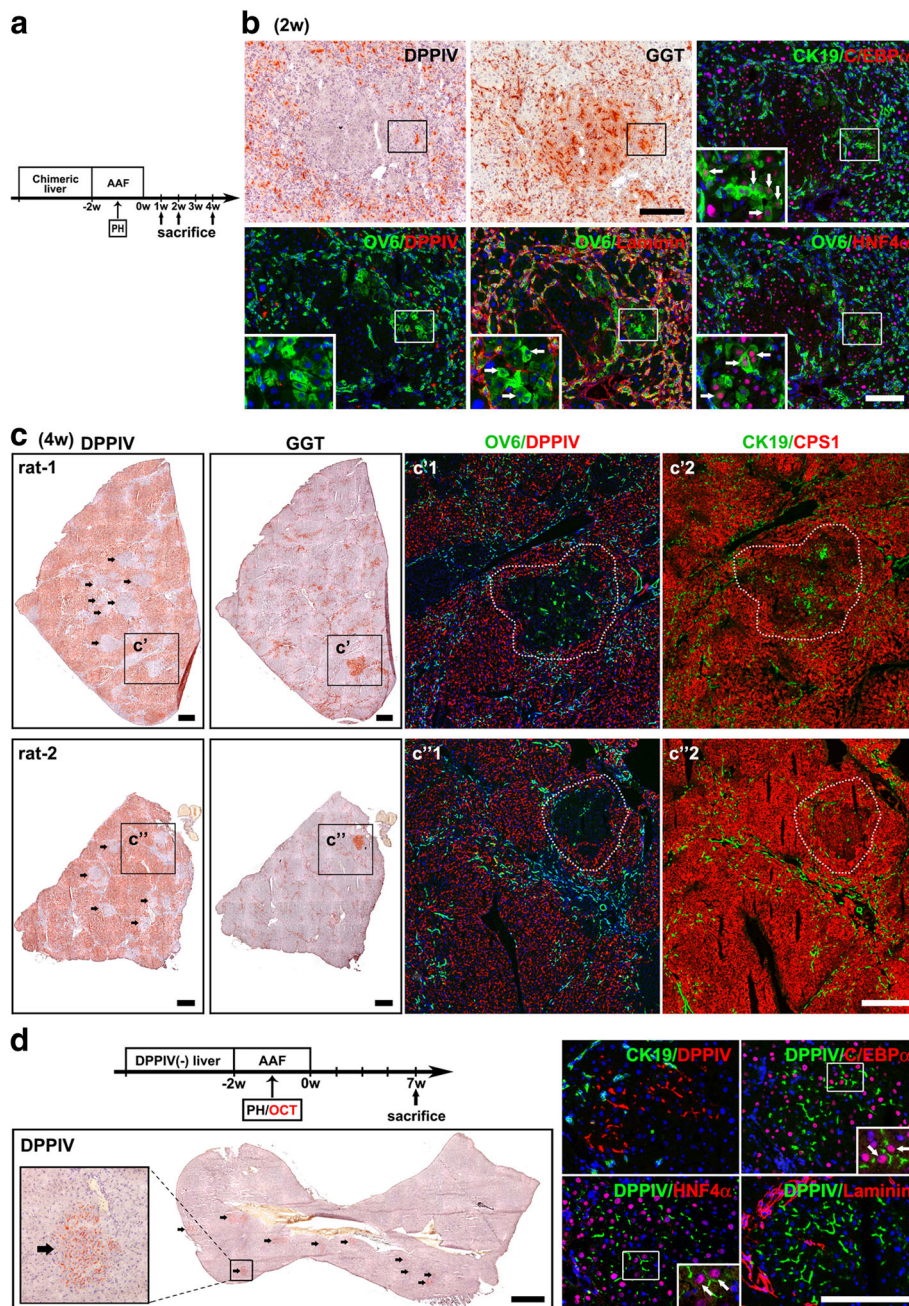 a
Chimeric liver
AAF
-2w
0w
1w
2w
3w
4w
PH
sacrifice
b
(2w)
DPPIV
GGT
CK19/C/EBPα
OV6/DPPIV
OV6/Laminin
OV6/HNF4α
c
(4w)
DPPIV
GGT
OV6/DPPIV
CK19/CPS1
rat-1
c'
c'
c'1
c'2
rat-2
c''
c''
c''1
c''2
d
DPPIV(-) liver
AAF
-2w
0w
7w
PH/OCT
sacrifice
DPPIV
CK19/DPPIV
DPPIV/C/EBPα
DPPIV/HNF4α
DPPIV/Laminin